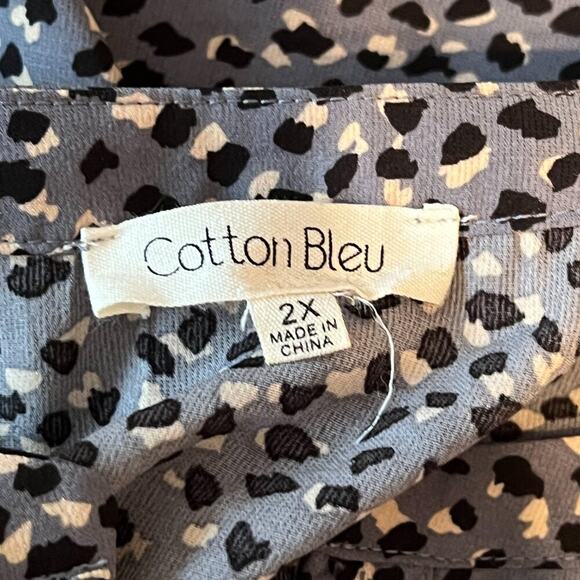 Cotton Bleu
2X
MADE IN
CHINA